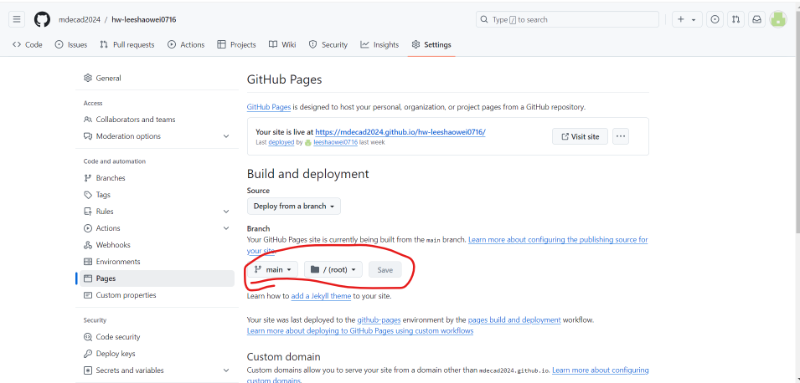 mdecad2024 / hw-leeshaowei0716
Type / to search
Code Issues Pull requests Actions Projects Wiki Security Insights Settings
General
Access
Collaborators and teams
Moderation options
Code and automation
Branches
Tags
Rules
Actions
Webhooks
Environments
Pages
Custom properties
Security
Code security
Deploy keys
Secrets and variables
GitHub Pages
GitHub Pages is designed to host your personal, organization, or project pages from a GitHub repository.
Your site is live at https://mdecad2024.github.io/hw-leeshaowei0716/
Last deployed by leeshaowei0716 last week
Visit site
Build and deployment
Source
Deploy from a branch
Branch
Your GitHub Pages site is currently being built from the main branch. Learn more about configuring the publishing source for
your site.
main / (root) Save
Learn how to add a Jekyll theme to your site.
Your site was last deployed to the github-pages environment by the pages build and deployment workflow.
Learn more about deploying to GitHub Pages using custom workflows
Custom domain
Custom domains allow you to serve your site from a domain other than mdecad2024.github.io. Learn more about configuring
custom domains.